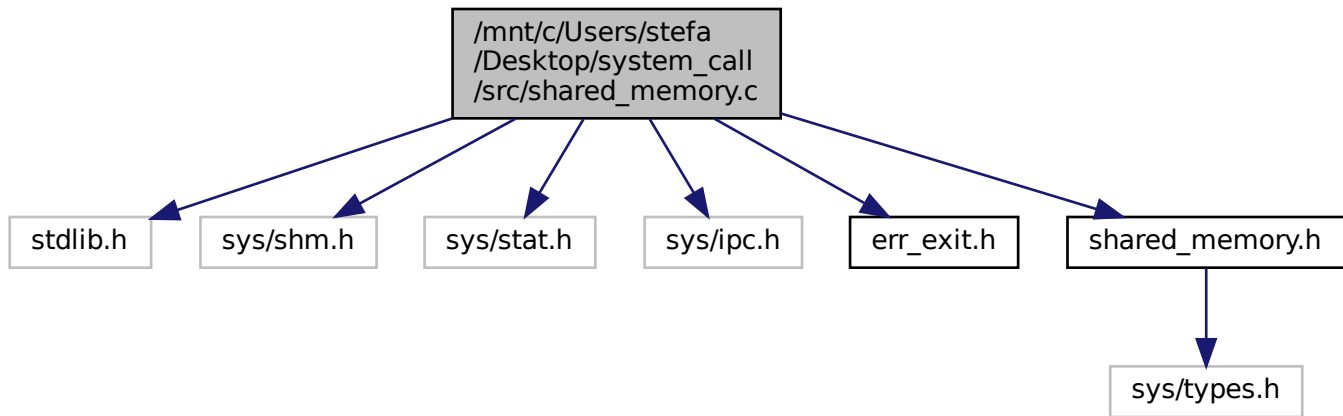 /mnt/c/Users/stefa
/Desktop/system_call
/src/shared_memory.c
stdlib.h
sys/shm.h
sys/stat.h
sys/ipc.h
err_exit.h
shared_memory.h
sys/types.h